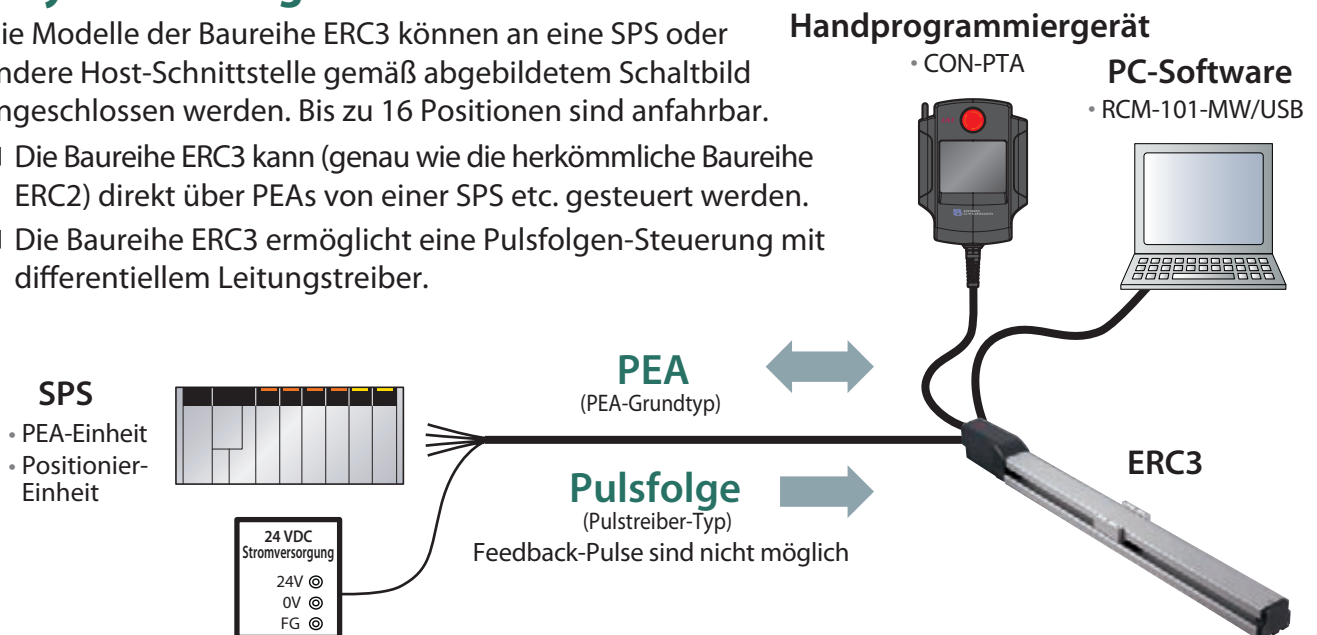 ie Modelle der Baureihe ERC3 können an eine SPS oder
ndere Host-Schnittstelle gemäß abgebildetem Schaltbild
ngeschlossen werden. Bis zu 16 Positionen sind anfahrbar.
Die Baureihe ERC3 kann (genau wie die herkömmliche Baureihe
ERC2) direkt über PEAs von einer SPS etc. gesteuert werden.
Die Baureihe ERC3 ermöglicht eine Pulsfolgen-Steuerung mit
differentiellem Leitungstreiber.
Handprogrammiergerät
• CON-PTA
PC-Software
• RCM-101-MW/USB
SPS
• PEA-Einheit
• Positionier-
Einheit
PEA
(PEA-Grundtyp)
Pulsfolge
(Pulstreiber-Typ)
Feedback-Pulse sind nicht möglich
ERC3
24 VDC
Stromversorgung
24V
0V
FG